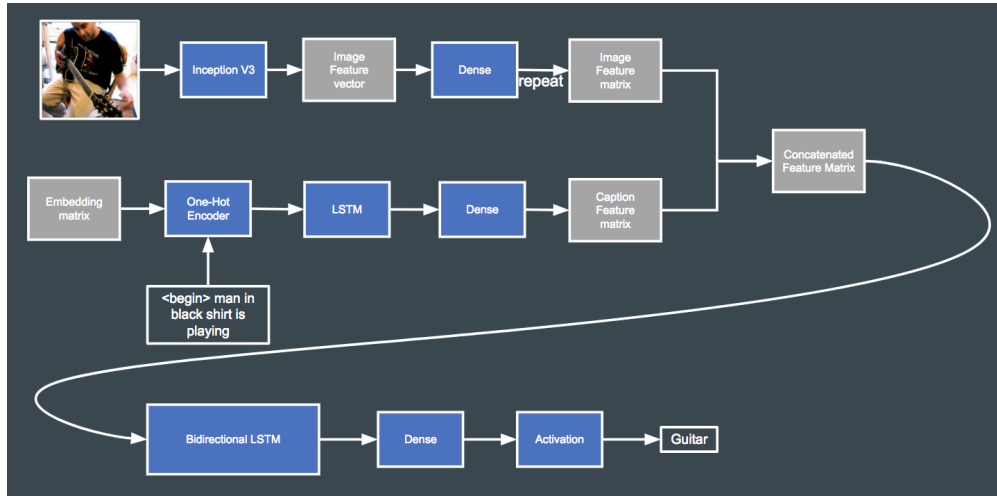 Inception V3
Image
Feature
vector
Dense
repeat
Image
Feature
matrix
Concatenated
Feature Matrix
Embedding
matrix
One-Hot
Encoder
LSTM
Dense
Caption
Feature
matrix
<begin> man in
black shirt is
playing
Bidirectional LSTM
Dense
Activation
Guitar